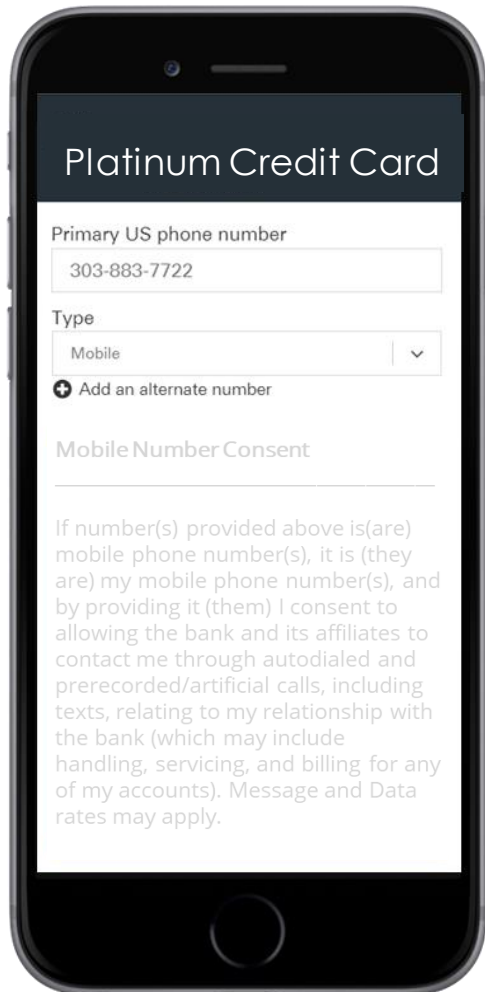 Platinum Credit Card
Primary US phone number
303-883-7722
Type
Mobile
Add an alternate number
Mobile Number Consent
If number(s) provided above is(are)
mobile phone number(s), it is (they
are) my mobile phone number(s), and
by providing it (them) I consent to
allowing the bank and its affiliates to
contact me through autodialed and
prerecorded/artificial calls, including
texts, relating to my relationship with
the bank (which may include
handling, servicing, and billing for any
of my accounts). Message and Data
rates may apply.